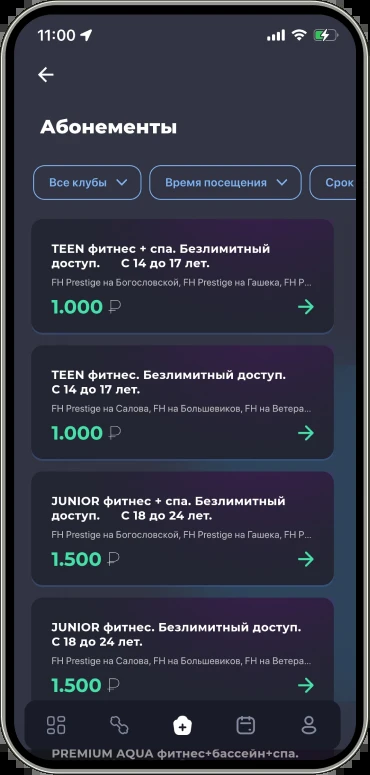 11:00
Абонементы
Все клубы
Время посещения
Срок
TEEN фитнес + спа. Безлимитный
доступ. С 14 до 17 лет.
FH Prestige на Богословской, FH Prestige на Гашека, FH P...
1.000 ₽
TEEN фитнес. Безлимитный доступ.
С 14 до 17 лет.
FH Prestige на Салова, FH на Большевиков, FH на Ветера...
1.000 ₽
JUNIOR фитнес + спа. Безлимитный
доступ. С 18 до 24 лет.
FH Prestige на Богословской, FH Prestige на Гашека, FH P...
1.500 ₽
JUNIOR фитнес. Безлимитный доступ.
С 18 до 24 лет.
FH Prestige на Салова, FH на Большевиков, FH на Ветера...
1.500 ₽
PREMIUM AQUA фитнес+бассейн+спа.